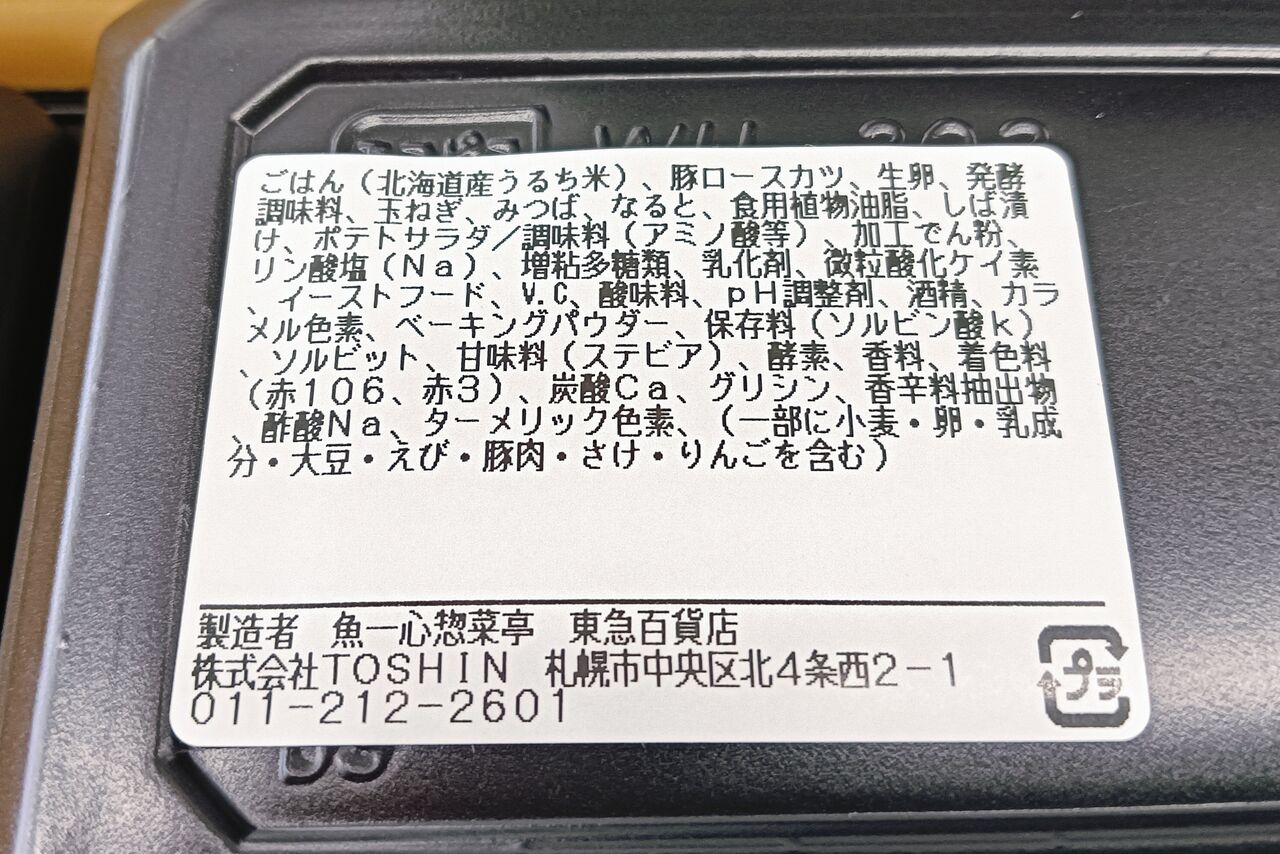 ごはん（北海道産うるち米）、豚ロースカツ、生卵、発酵
調味料、玉ねぎ、みつば、なると、食用植物油脂、しば漬
け、ポテトサラダ／調味料（アミノ酸等）、加工でん粉、
リン酸塩（Ｎａ）、増粘多糖類、乳化剤、微粒酸化ケイ素
、イーストフード、V.C、酸味料、ｐＨ調整剤、酒精、カラ
メル色素、ベーキングパウダー、保存料（ソルビン酸ｋ）
、ソルビット、甘味料（ステビア）、酵素、香料、着色料
（赤１０６、赤３）、炭酸Ｃａ、グリシン、香辛料抽出物
、酢酸Ｎａ、ターメリック色素、（一部に小麦・卵・乳成
分・大豆・えび・豚肉・さけ・りんごを含む）
製造者　魚一心惣菜亭　東急百貨店
株式会社ＴＯＳＨＩＮ　札幌市中央区北４条西２－１
０１１－２１２－２６０１
プラ